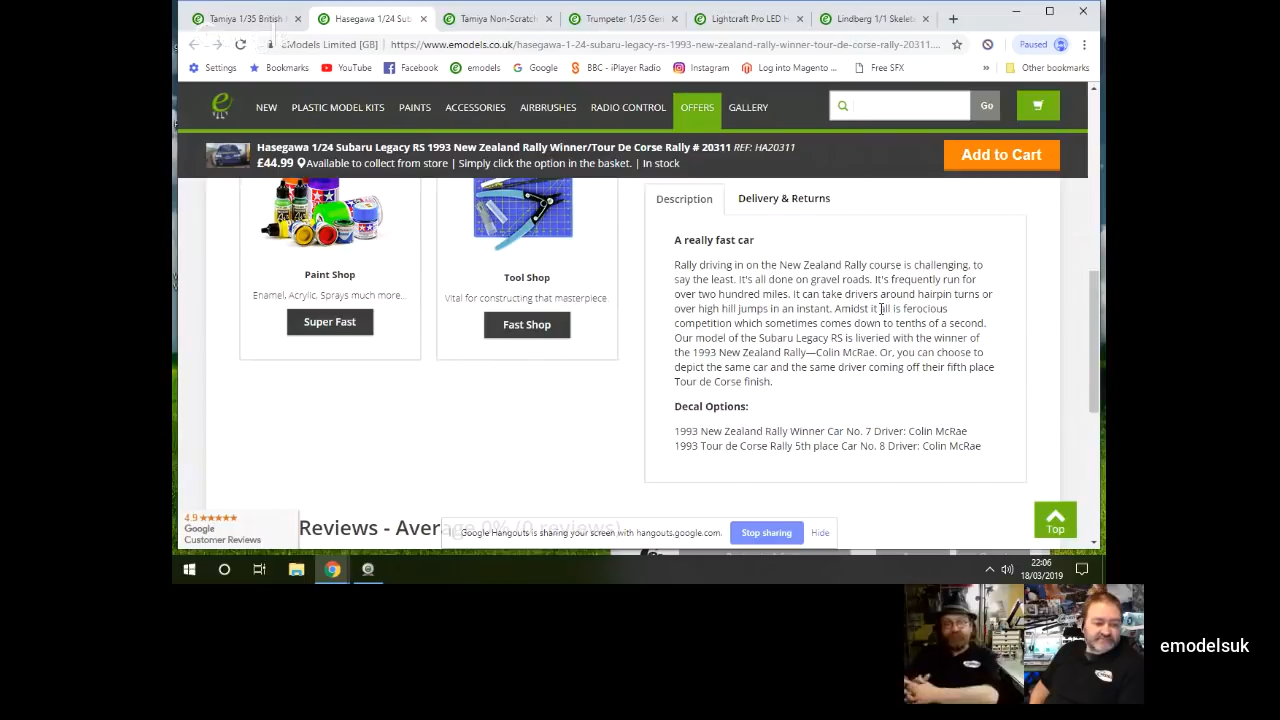 Tamiya 1/35 British
Hasegawa 1/24 Sub
Tamiya Non-Scratch
Trumpeter 1/35 Ger
Lightcraft Pro LED H
Lindberg 1/1 Skelet
eModels Limited [GB] | https://www.emodels.co.uk/hasegawa-1-24-subaru-legacy-rs-1993-new-zealand-rally-winner-tour-de-corse-rally-20311....
Paused
Settings Bookmarks YouTube Facebook emodels Google BBC - iPlayer Radio Instagram Log into Magento ... Free SFX » Other bookmarks
NEW PLASTIC MODEL KITS PAINTS ACCESSORIES AIRBRUSHES RADIO CONTROL OFFERS GALLERY
Go
Hasegawa 1/24 Subaru Legacy RS 1993 New Zealand Rally Winner/Tour De Corse Rally # 20311 REF: HA20311
£44.99 Available to collect from store | Simply click the option in the basket. | In stock
Add to Cart
Paint Shop
Enamel, Acrylic, Sprays much more...
Super Fast
Tool Shop
Vital for constructing that masterpiece.
Fast Shop
Description Delivery & Returns
A really fast car
Rally driving in on the New Zealand Rally course is challenging, to
say the least. It's all done on gravel roads. It's frequently run for
over two hundred miles. It can take drivers around hairpin turns or
over high hill jumps in an instant. Amidst it all is ferocious
competition which sometimes comes down to tenths of a second.
Our model of the Subaru Legacy RS is liveried with the winner of
the 1993 New Zealand Rally—Colin McRae. Or, you can choose to
depict the same car and the same driver coming off their fifth place
Tour de Corse finish.
Decal Options:
1993 New Zealand Rally Winner Car No. 7 Driver: Colin McRae
1993 Tour de Corse Rally 5th place Car No. 8 Driver: Colin McRae
4.9
Google
Customer Reviews
Reviews - Average 0% (0 reviews)
Google Hangouts is sharing your screen with hangouts.google.com.
Stop sharing
Hide
Top
22:06
18/03/2019
emodelsuk